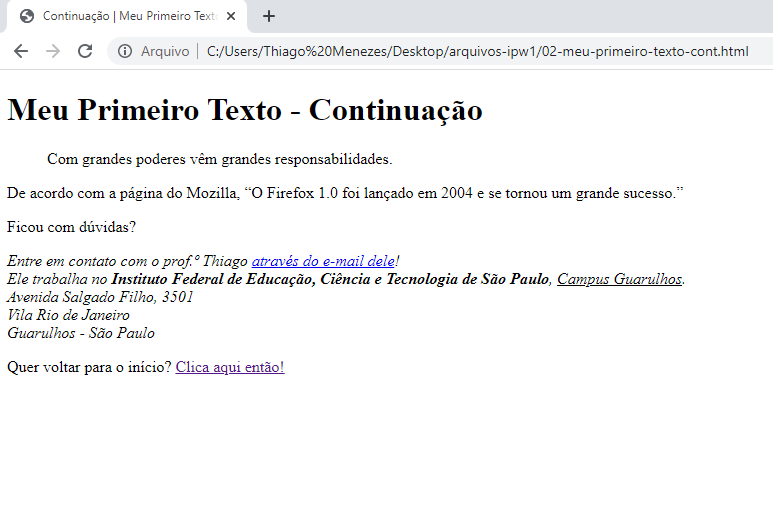 Continuação | Meu Primeiro Text
Arquivo | C:/Users/Thiago%20Menezes/Desktop/arquivos-ipw1/02-meu-primeiro-texto-cont.html
Meu Primeiro Texto - Continuação
Com grandes poderes vêm grandes responsabilidades.
De acordo com a página do Mozilla, “O Firefox 1.0 foi lançado em 2004 e se tornou um grande sucesso.”
Ficou com dúvidas?
Entre em contato com o prof.º Thiago através do e-mail dele!
Ele trabalha no Instituto Federal de Educação, Ciência e Tecnologia de São Paulo, Campus Guarulhos.
Avenida Salgado Filho, 3501
Vila Rio de Janeiro
Guarulhos - São Paulo
Quer voltar para o início? Clica aqui então!